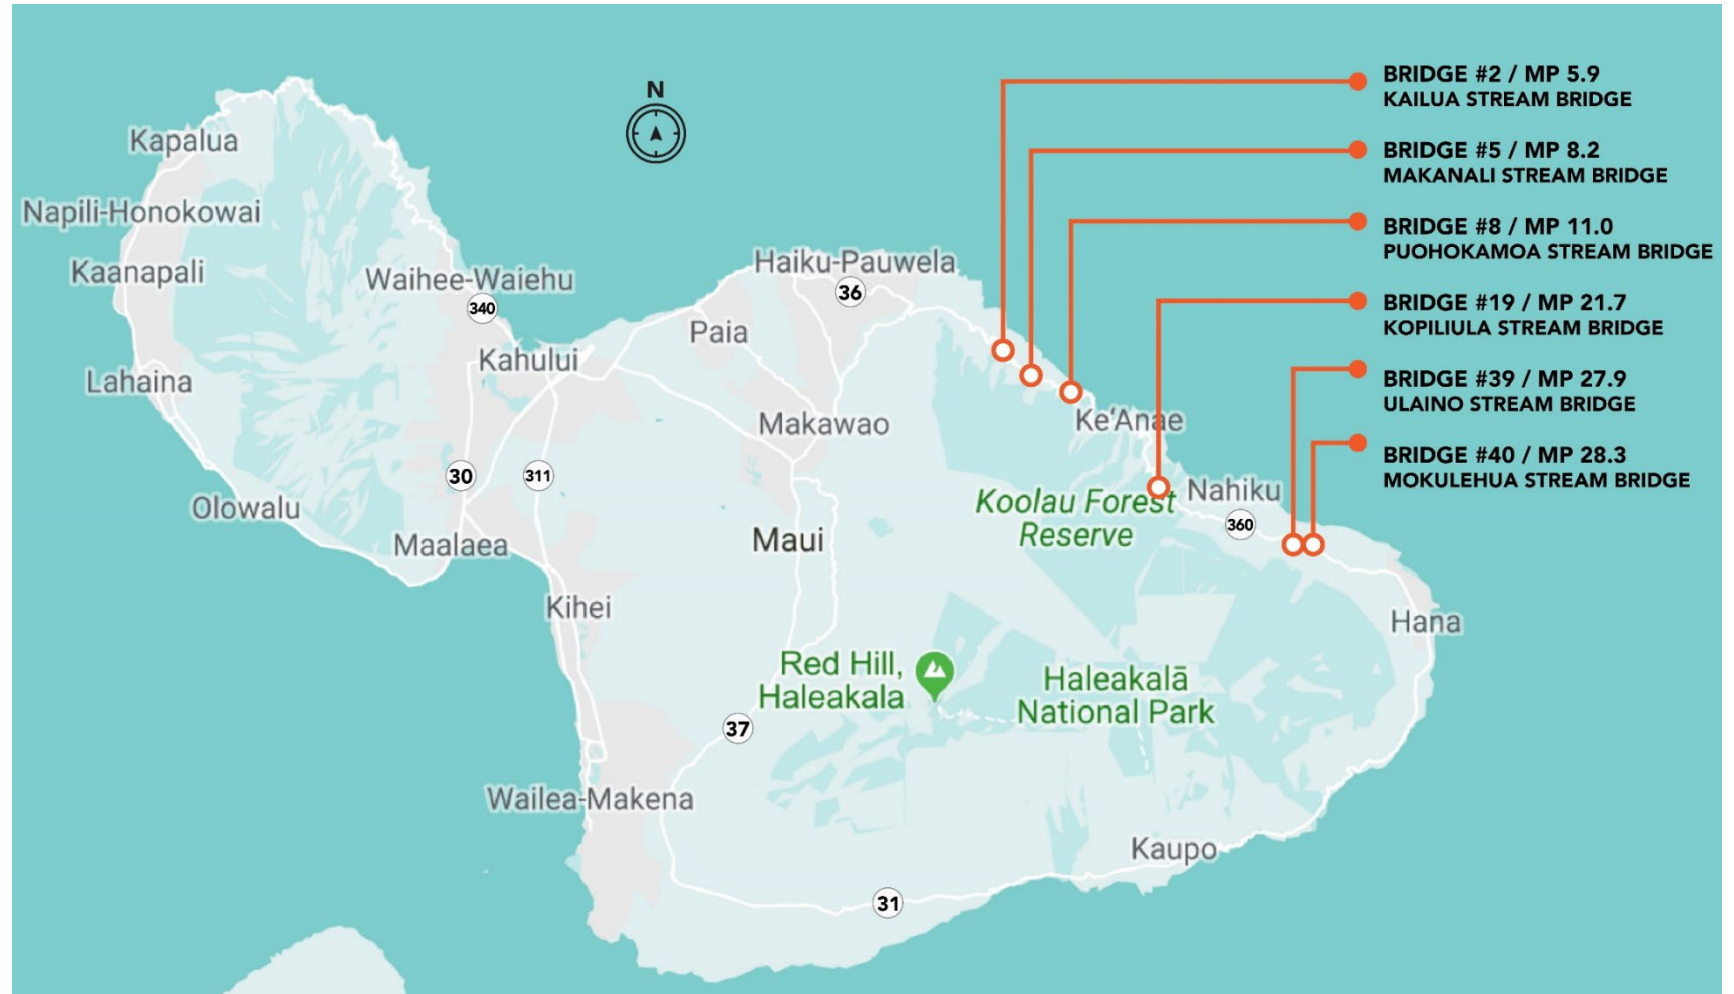 N
Kapalua
Napili-Honokowai
Kaanapali
Waihee-Waiehu
340
Lahaina
Kahului
Haiku-Pauwela
36
Paia
Makawao
30
311
Olowalu
Maalaea
Maui
Kihei
Ke‘Anae
Koolau Forest
Reserve
Nahiku
360
Hana
Red Hill,
Haleakala
Haleakalā
National Park
37
Wailea-Makena
Kaupo
31
BRIDGE #2 / MP 5.9
KAILUA STREAM BRIDGE
BRIDGE #5 / MP 8.2
MAKANALI STREAM BRIDGE
BRIDGE #8 / MP 11.0
PUOHOKAMOA STREAM BRIDGE
BRIDGE #19 / MP 21.7
KOPILIULA STREAM BRIDGE
BRIDGE #39 / MP 27.9
ULAINO STREAM BRIDGE
BRIDGE #40 / MP 28.3
MOKULEHUA STREAM BRIDGE